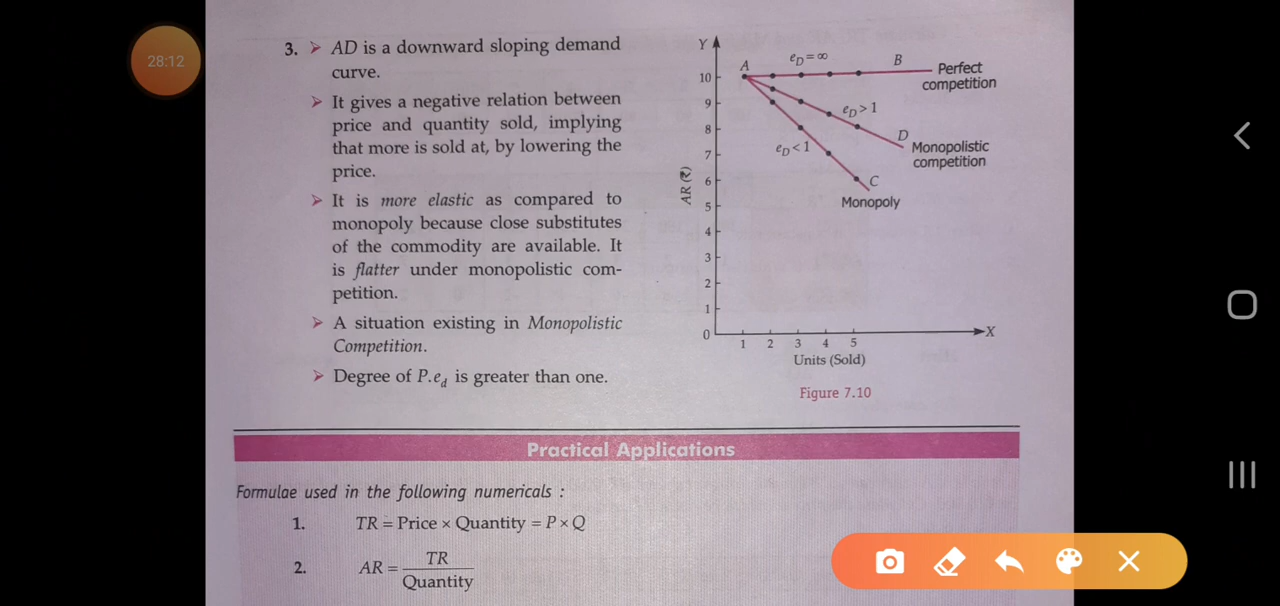 28:12
3. ➤ AD is a downward sloping demand
curve.
➤ It gives a negative relation between
price and quantity sold, implying
that more is sold at, by lowering the
price.
➤ It is more elastic as compared to
monopoly because close substitutes
of the commodity are available. It
is flatter under monopolistic com-
petition.
➤ A situation existing in Monopolistic
Competition.
➤ Degree of P.e_d is greater than one.
Y
A
e_D = ∞
B
Perfect
competition
10
9
e_D > 1
8
D
Monopolistic
competition
e_D < 1
7
AR (₹)
6
C
Monopoly
5
4
3
2
1
0
X
1 2 3 4 5
Units (Sold)
Figure 7.10
Practical Applications
Formulae used in the following numericals :
1. TR = Price × Quantity = P × Q
2. AR = TR / Quantity